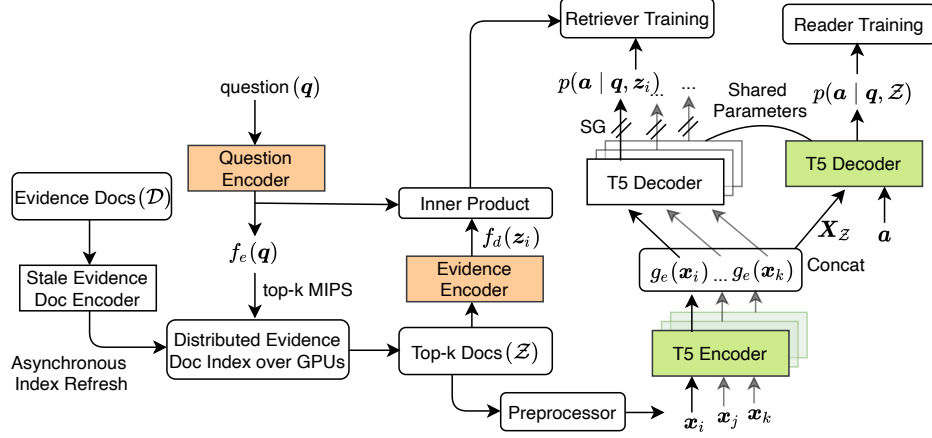 Retriever Training
Reader Training
question (q)
p(a | q, z_i)
...
...
Shared
Parameters
p(a | q, Z)
SG
Question
Encoder
T5 Decoder
T5 Decoder
Evidence Docs (D)
Inner Product
f_e(q)
f_d(z_i)
X_Z
a
Stale Evidence
Doc Encoder
Evidence
Encoder
g_e(x_i) ... g_e(x_k)
Concat
top-k MIPS
Asynchronous
Index Refresh
Distributed Evidence
Doc Index over GPUs
Top-k Docs (Z)
T5 Encoder
Preprocessor
x_i x_j x_k